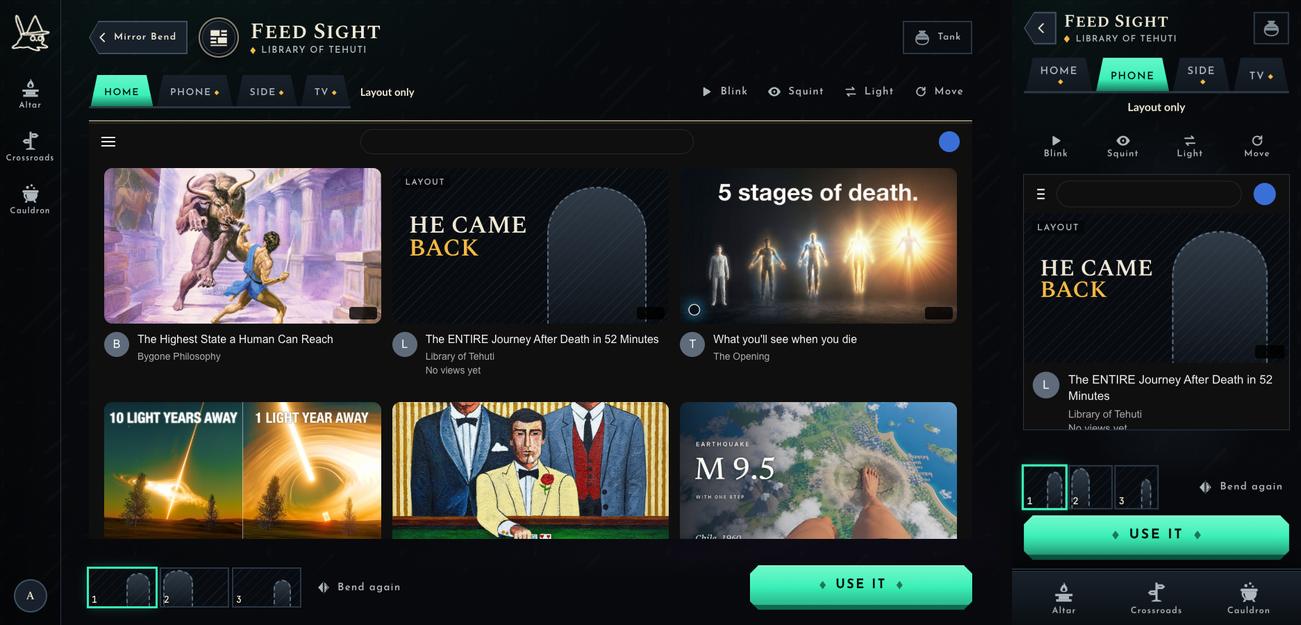 Mirror Bend
FEED SIGHT
LIBRARY OF TEHUTI
Tank
Altar
Crossroads
Cauldron
HOME
PHONE
SIDE
TV
Layout only
Blink
Squint
Light
Move
LAYOUT
HE CAME
BACK
5 stages of death.
B
The Highest State a Human Can Reach
Bygone Philosophy
L
The ENTIRE Journey After Death in 52 Minutes
Library of Tehuti
No views yet
T
What you'll see when you die
The Opening
10 LIGHT YEARS AWAY
1 LIGHT YEAR AWAY
EARTHQUAKE
M 9.5
WITH ONE STEP
Chile, 1960
A
1
2
3
Bend again
USE IT
FEED SIGHT
LIBRARY OF TEHUTI
HOME
PHONE
SIDE
TV
Layout only
Blink
Squint
Light
Move
LAYOUT
HE CAME
BACK
L
The ENTIRE Journey After Death in 52
Minutes
Library of Tehuti
No views yet
1
2
3
Bend again
USE IT
Altar
Crossroads
Cauldron